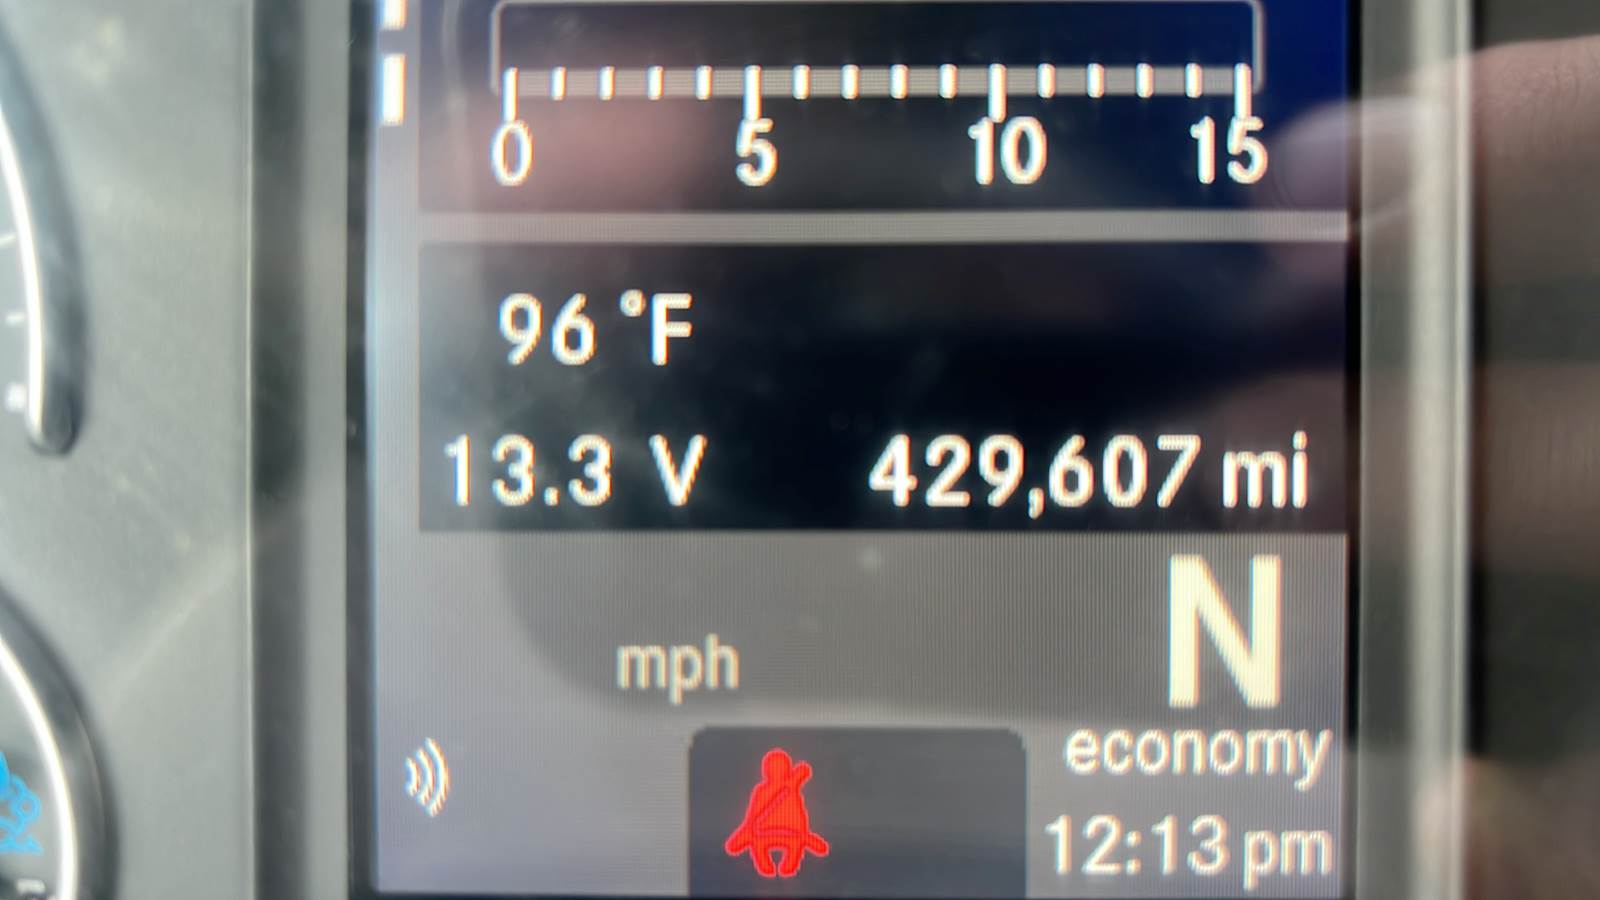 0 5 10 15
96 °F
13.3 V 429,607 mi
N
mph
economy
12:13 pm